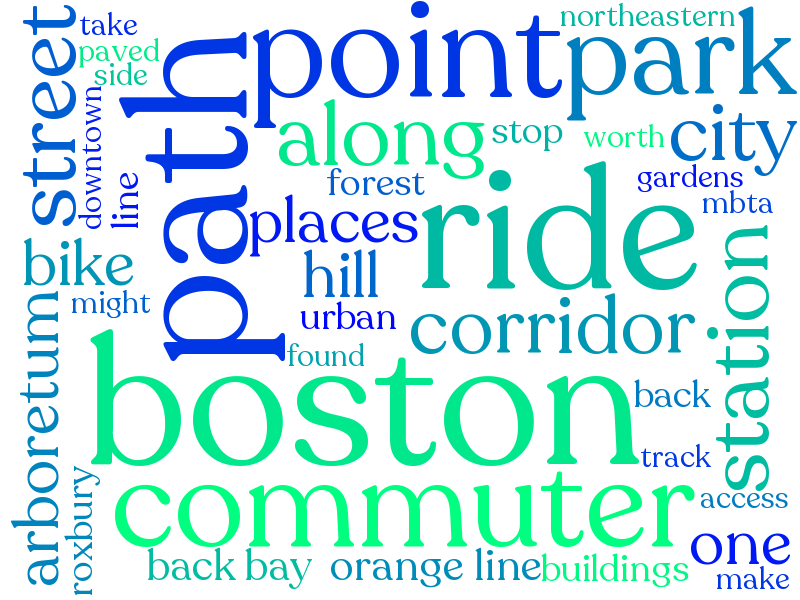 street
take
paved
side
downtown
line
path
point
park
northeastern
along
stop
worth
city
forest
gardens
mbta
places
ride
bike
hill
might
urban
corridor
station
arboretum
found
boston
back
track
roxbury
commuter
access
one
back bay
orange line
buildings
make